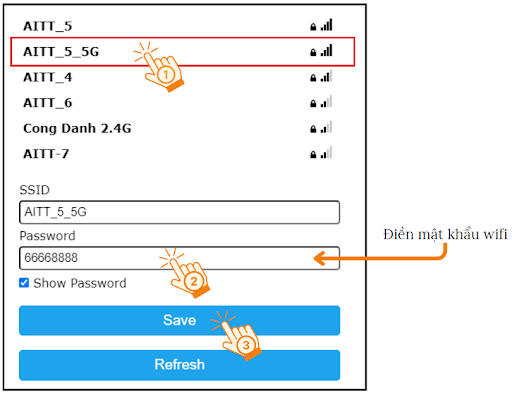 AITT_5
AITT_5_5G
1
AITT_4
AITT_6
Cong Danh 2.4G
AITT-7
SSID
AITT_5_5G
Password
Điền mật khẩu wifi
66668888
2
Show Password
Save
3
Refresh